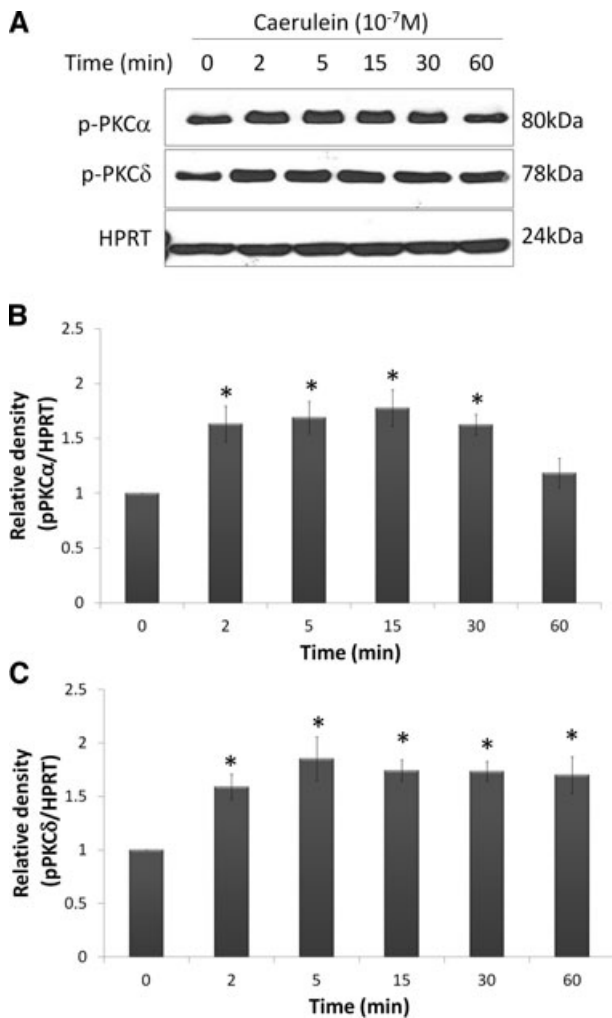 A
Caerulein (10⁻⁷M)
Time (min) 0 2 5 15 30 60
p-PKCα 80kDa
p-PKCδ 78kDa
HPRT 24kDa
B
Relative density
(pPKCα/HPRT)
2.5
2
1.5
1
0.5
0
* * * *
0 2 5 15 30 60
Time (min)
C
Relative density
(pPKCδ/HPRT)
2.5
2
1.5
1
0.5
0
* * * * *
0 2 5 15 30 60
Time (min)